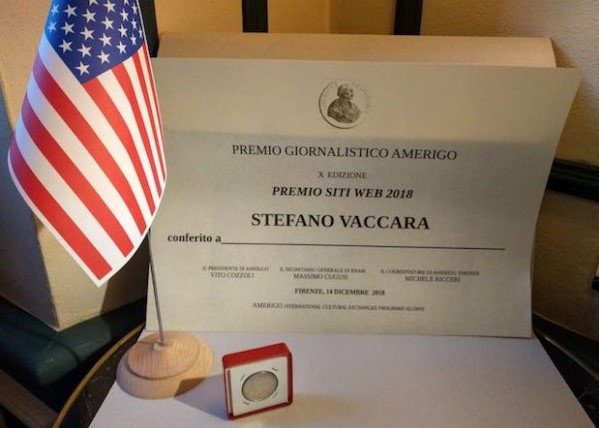 PREMIO GIORNALISTICO AMERIGO
X EDIZIONE
PREMIO SITI WEB 2018
STEFANO VACCARA
conferito a
IL PRESIDENTE DI AMERIGO IL SEGRETARIO GENERALE DI ENAM IL COORDINATORE DI AMERIGO FIRENZE
VITO COZZOLI MASSIMO CUGUSI MICHELE RICCERI
FIRENZE, 14 DICEMBRE 2018
AMERIGO INTERNATIONAL CULTURAL EXCHANGE PROGRAMS ALUMNI